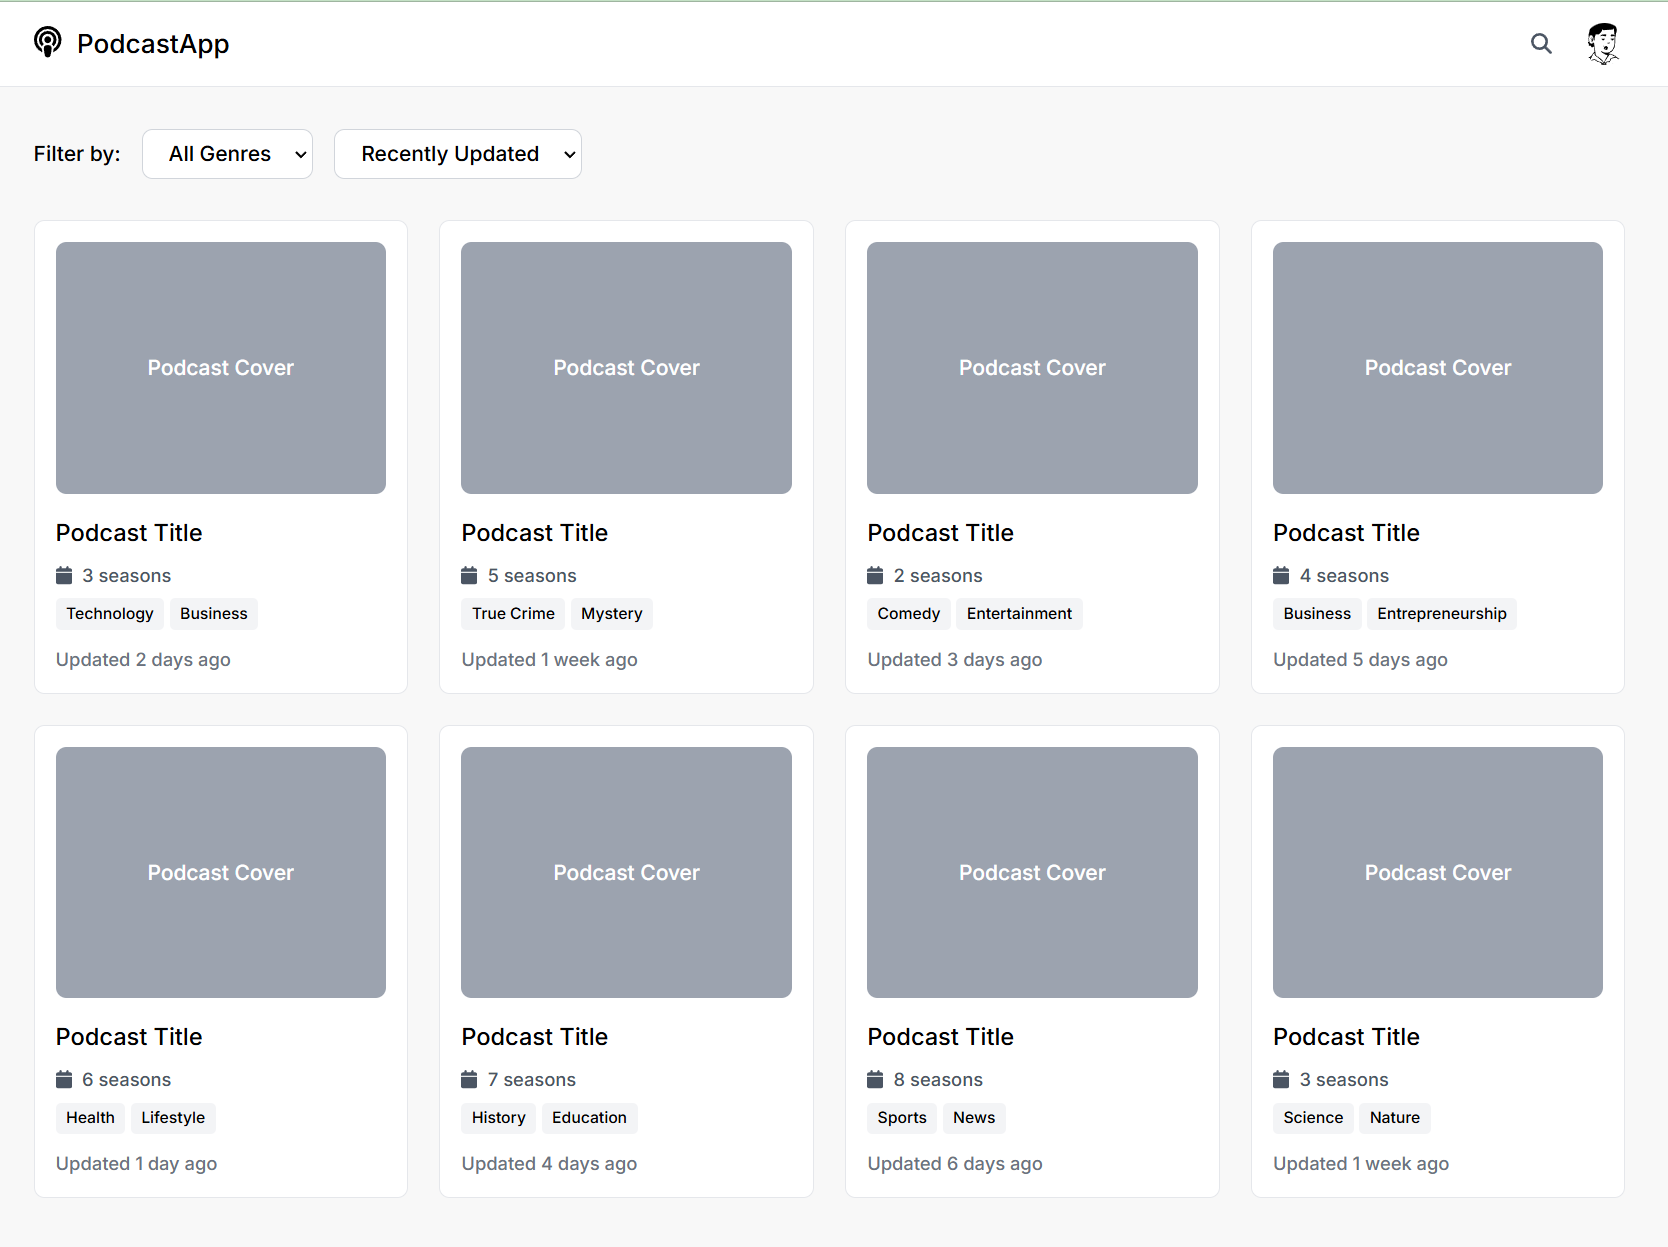 PodcastApp
Filter by:
All Genres
Recently Updated
Podcast Cover
Podcast Title
3 seasons
Technology
Business
Updated 2 days ago
Podcast Cover
Podcast Title
5 seasons
True Crime
Mystery
Updated 1 week ago
Podcast Cover
Podcast Title
2 seasons
Comedy
Entertainment
Updated 3 days ago
Podcast Cover
Podcast Title
4 seasons
Business
Entrepreneurship
Updated 5 days ago
Podcast Cover
Podcast Title
6 seasons
Health
Lifestyle
Updated 1 day ago
Podcast Cover
Podcast Title
7 seasons
History
Education
Updated 4 days ago
Podcast Cover
Podcast Title
8 seasons
Sports
News
Updated 6 days ago
Podcast Cover
Podcast Title
3 seasons
Science
Nature
Updated 1 week ago